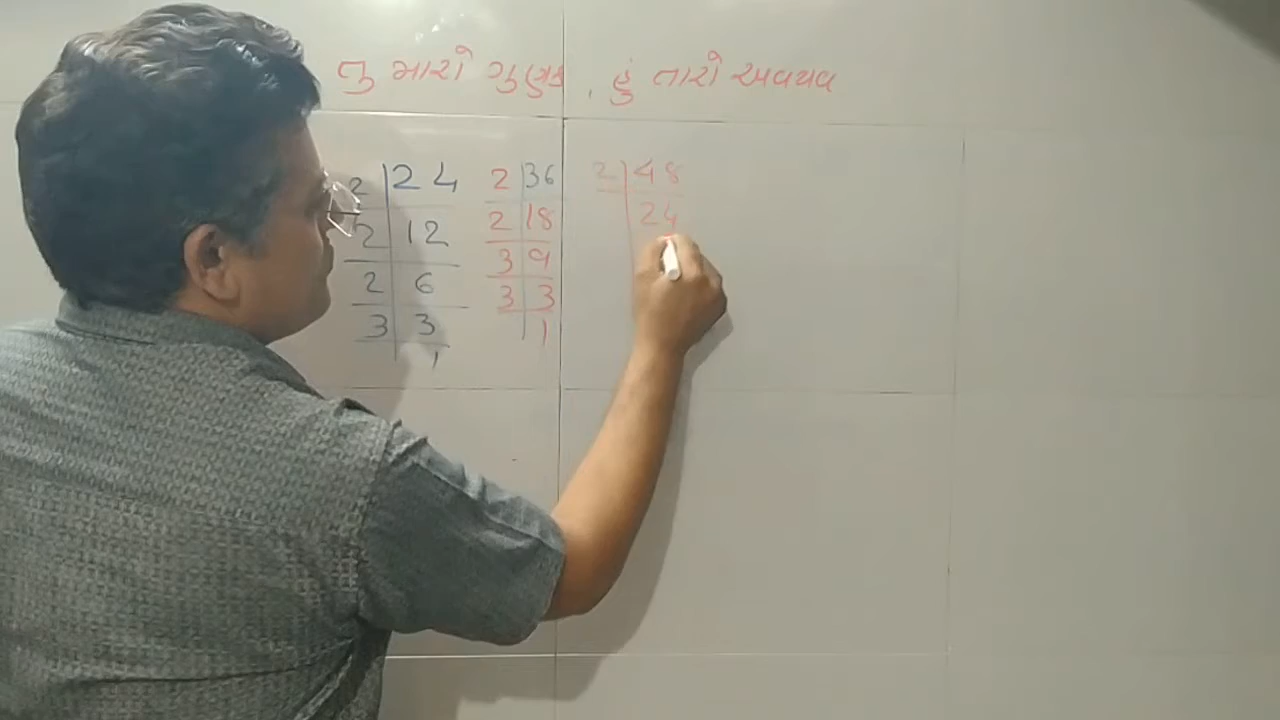 તુ મારો ગુણક , હું તારો અવયવ
2 | 24
2 | 12
2 | 6
3 | 3
1
2 | 36
2 | 18
3 | 9
3 | 3
| 1
2 | 48
| 24